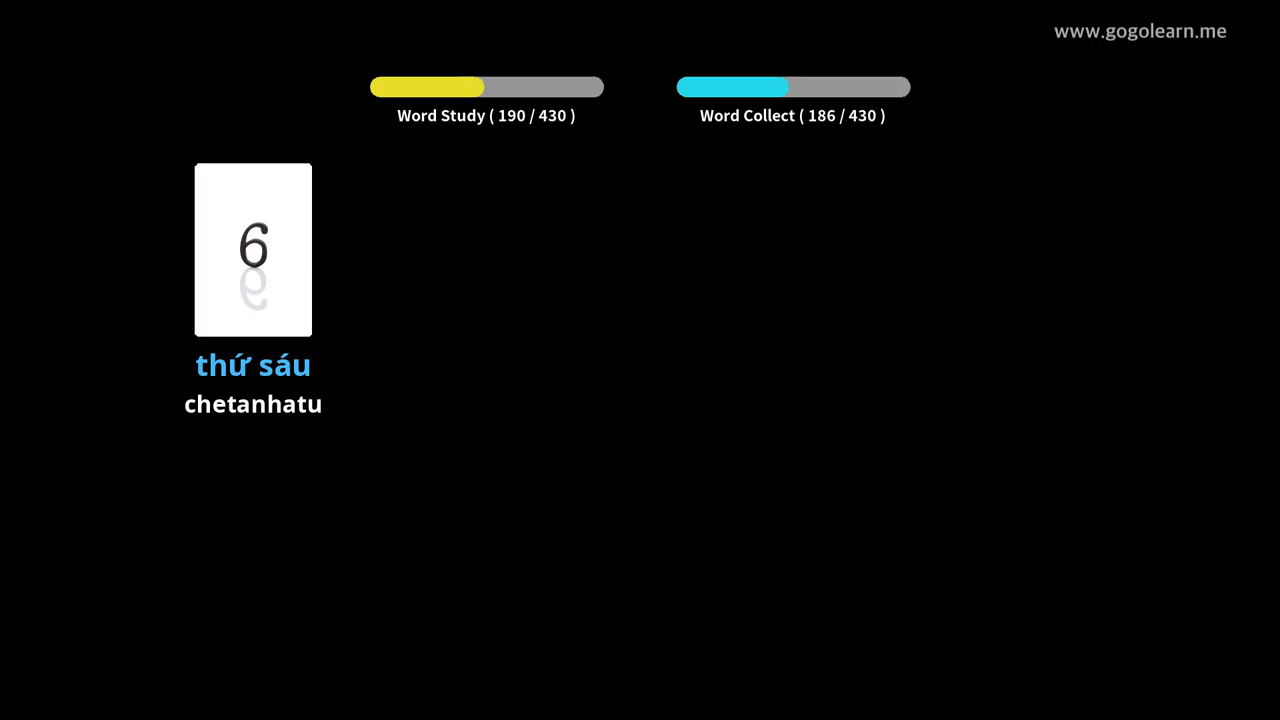 www.gogolearn.me
Word Study ( 190 / 430 )
Word Collect ( 186 / 430 )
6
thứ sáu
chetanhatu